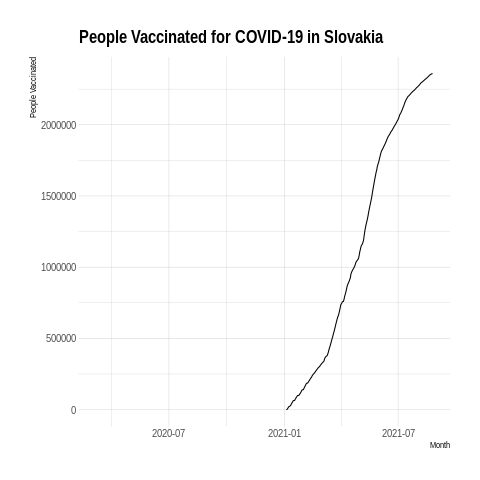 People Vaccinated for COVID-19 in Slovakia
People Vaccinated
2000000
1500000
1000000
500000
0
2020-07 2021-01 2021-07
Month